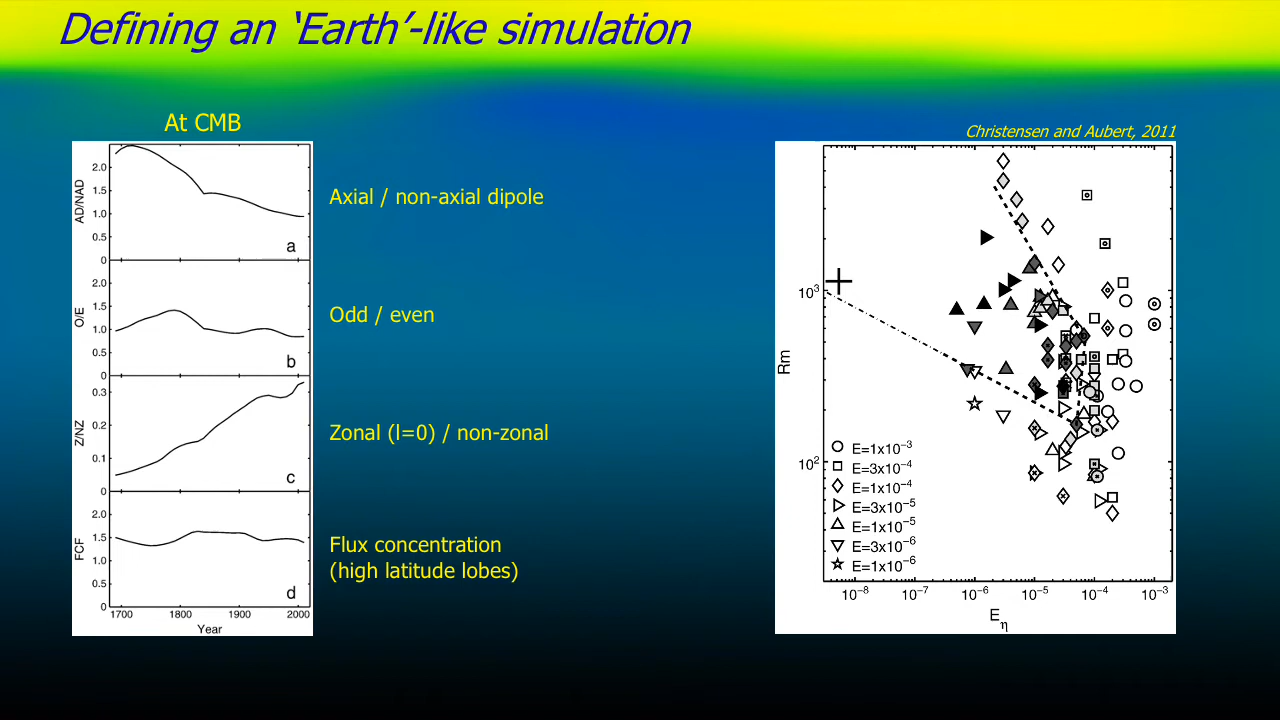 Defining an ‘Earth’-like simulation
At CMB
AD/NAD
2.0
1.5
1.0
0.5
0
a
Axial / non-axial dipole
O/E
2.0
1.5
1.0
0.5
0
b
Odd / even
Z/NZ
0.3
0.2
0.1
0
c
Zonal (l=0) / non-zonal
FCF
2.0
1.5
1.0
0.5
0
d
Flux concentration
(high latitude lobes)
1700 1800 1900 2000
Year
Christensen and Aubert, 2011
Rm
10³
10²
E=1x10⁻³
E=3x10⁻⁴
E=1x10⁻⁴
E=3x10⁻⁵
E=1x10⁻⁵
E=3x10⁻⁶
E=1x10⁻⁶
10⁻⁸ 10⁻⁷ 10⁻⁶ 10⁻⁵ 10⁻⁴ 10⁻³
Eη